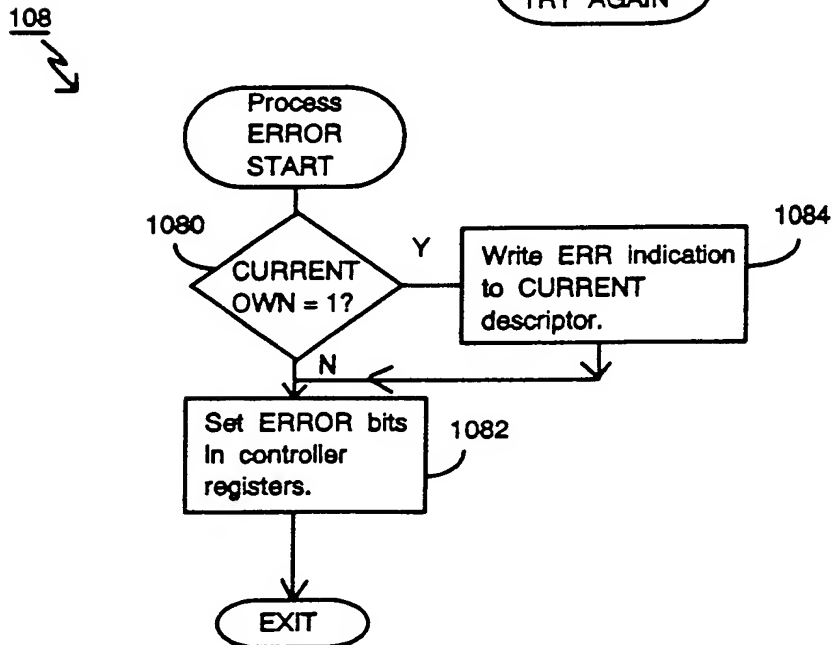 108
TRY AGAIN
Process
ERROR
START
1080
CURRENT
OWN = 1?
Y
Write ERR indication
to CURRENT
descriptor.
1084
N
Set ERROR bits
in controller
registers.
1082
EXIT